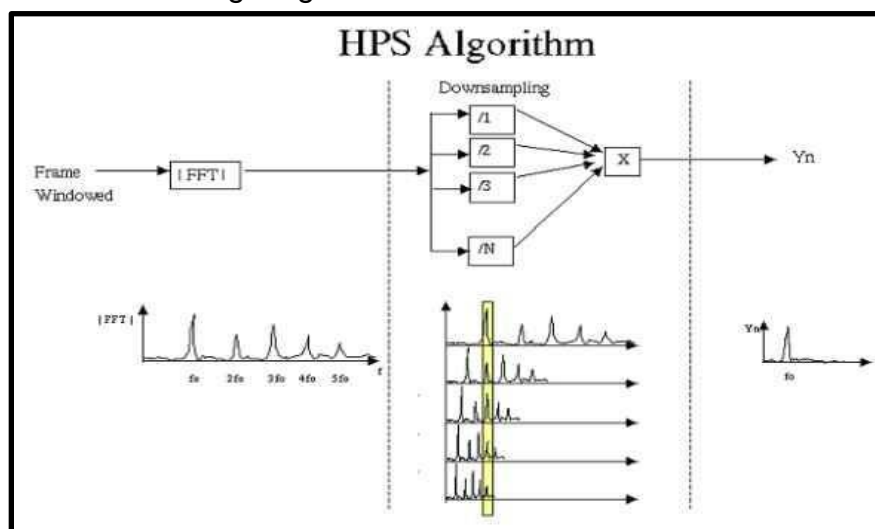 HPS Algorithm
Downsampling
/1
/2
/3
/N
Frame
Windowed
|FFT|
X
Yn
|FFT|
fo 2fo 3fo 4fo 5fo
f
Yn
fo